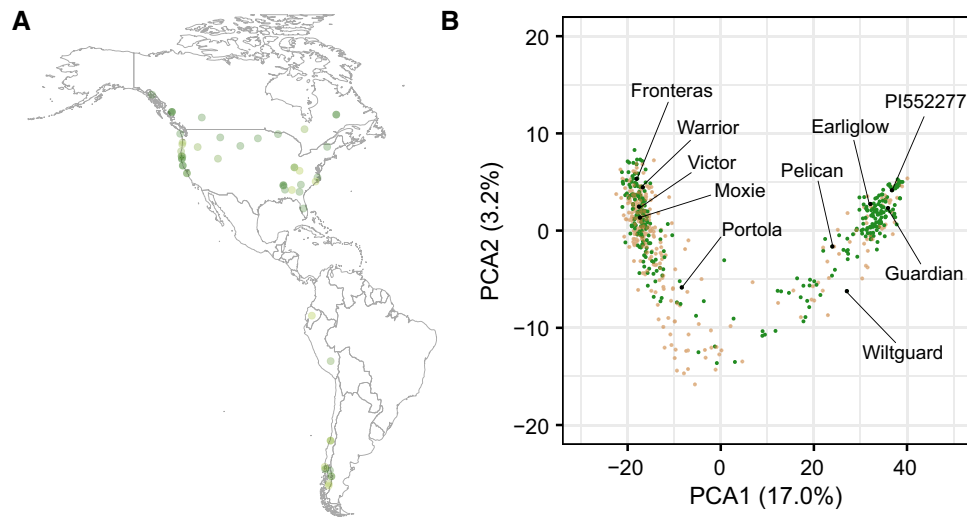 A
B
20
10
0
−10
−20
PCA2 (3.2%)
Fronteras
Warrior
Victor
Moxie
Portola
PI552277
Earliglow
Pelican
Guardian
Wiltguard
−20
0
20
40
PCA1 (17.0%)